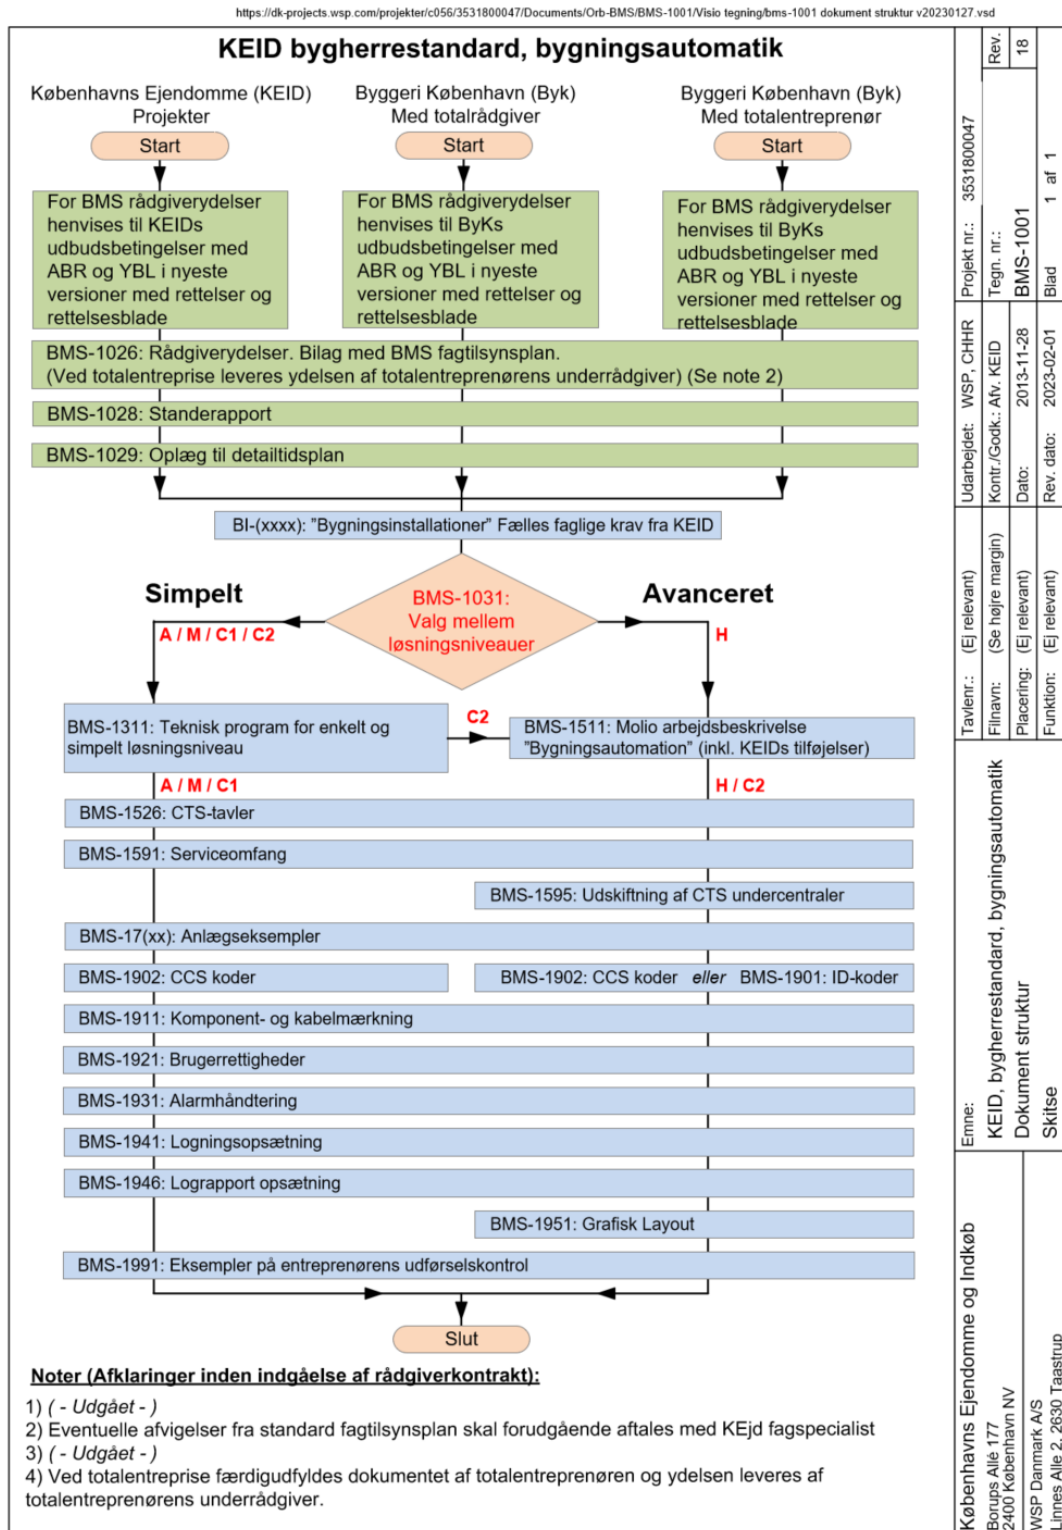 https://dk-projects.wsp.com/projekter/c056/3531800047/Documents/Orb-BMS/BMS-1001/Visio tegning/bms-1001 dokument struktur v20230127.vsd
KEID bygherrestandard, bygningsautomatik
Københavns Ejendomme (KEID)
Projekter
Byggeri København (Byk)
Med totalrådgiver
Byggeri København (Byk)
Med totalentreprenør
Start
Start
Start
For BMS rådgiverydelser
henvises til KEIDs
udbudsbetingelser med
ABR og YBL i nyeste
versioner med rettelser og
rettelsesblade
For BMS rådgiverydelser
henvises til ByKs
udbudsbetingelser med
ABR og YBL i nyeste
versioner med rettelser og
rettelsesblade
For BMS rådgiverydelser
henvises til ByKs
udbudsbetingelser med
ABR og YBL i nyeste
versioner med rettelser og
rettelsesblade
BMS-1026: Rådgiverydelser. Bilag med BMS fagtilsynsplan.
(Ved totalentreprise leveres ydelsen af totalentreprenørens underrådgiver) (Se note 2)
BMS-1028: Standerapport
BMS-1029: Oplæg til detailtidsplan
BI-(xxxx): ”Bygningsinstallationer” Fælles faglige krav fra KEID
Simpelt
BMS-1031:
Valg mellem
løsningsniveauer
Avanceret
A / M / C1 / C2
H
BMS-1311: Teknisk program for enkelt og
simpelt løsningsniveau
C2
BMS-1511: Molio arbejdsbeskrivelse
”Bygningsautomation” (inkl. KEIDs tilføjelser)
A / M / C1
H / C2
BMS-1526: CTS-tavler
BMS-1591: Serviceomfang
BMS-1595: Udskiftning af CTS undercentraler
BMS-17(xx): Anlægseksempler
BMS-1902: CCS koder
BMS-1902: CCS koder eller BMS-1901: ID-koder
BMS-1911: Komponent- og kabelmærkning
BMS-1921: Brugerrettigheder
BMS-1931: Alarmhåndtering
BMS-1941: Logningsopsætning
BMS-1946: Lograpport opsætning
BMS-1951: Grafisk Layout
BMS-1991: Eksempler på entreprenørens udførselskontrol
Slut
Noter (Afklaringer inden indgåelse af rådgiverkontrakt):
1) ( - Udgået - )
2) Eventuelle afvigelser fra standard fagtilsynsplan skal forudgående aftales med KEjd fagspecialist
3) ( - Udgået - )
4) Ved totalentreprise færdigudfyldes dokumentet af totalentreprenøren og ydelsen leveres af
totalentreprenørens underrådgiver.
Københavns Ejendomme og Indkøb
Borups Allé 177
2400 København NV
WSP Danmark A/S
Linnes Alle 2, 2630 Taastrup
Emne:
KEID, bygherrestandard, bygningsautomatik
Dokument struktur
Skitse
Tavlenr.: (Ej relevant)
Filnavn: (Se højre margin)
Placering: (Ej relevant)
Funktion: (Ej relevant)
Udarbejdet: WSP, CHHR
Kontr./Godk.: Afv. KEID
Dato: 2013-11-28
Rev. dato: 2023-02-01
Projekt nr.: 3531800047
Tegn. nr.: Rev.
BMS-1001 18
Blad 1 af 1